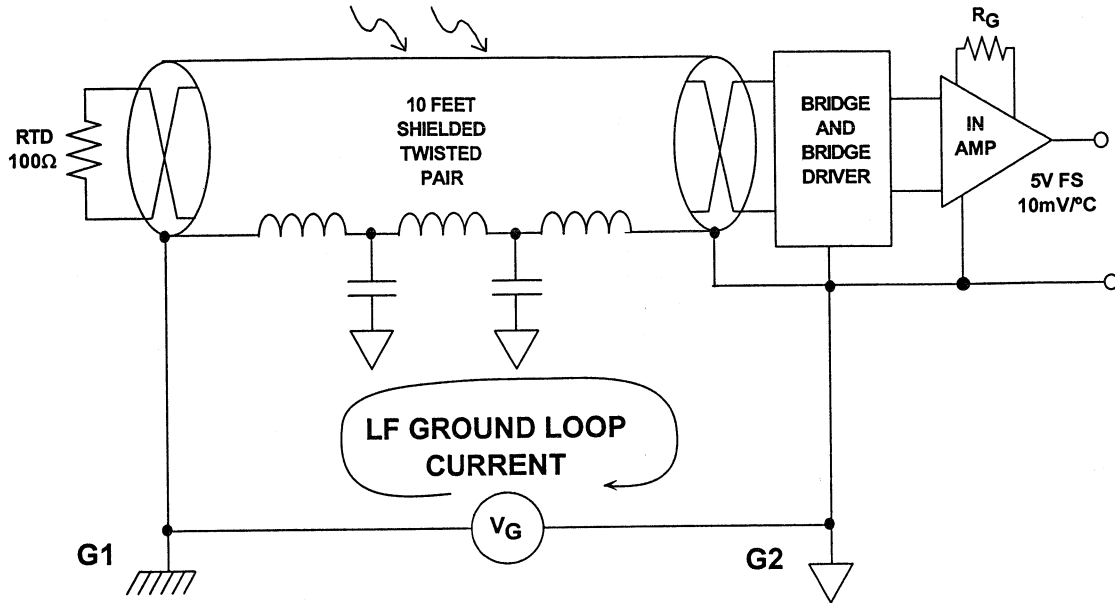 RG
RTD
100Ω
10 FEET
SHIELDED
TWISTED
PAIR
BRIDGE
AND
BRIDGE
DRIVER
IN
AMP
5V FS
10mV/°C
LF GROUND LOOP
CURRENT
VG
G1
G2